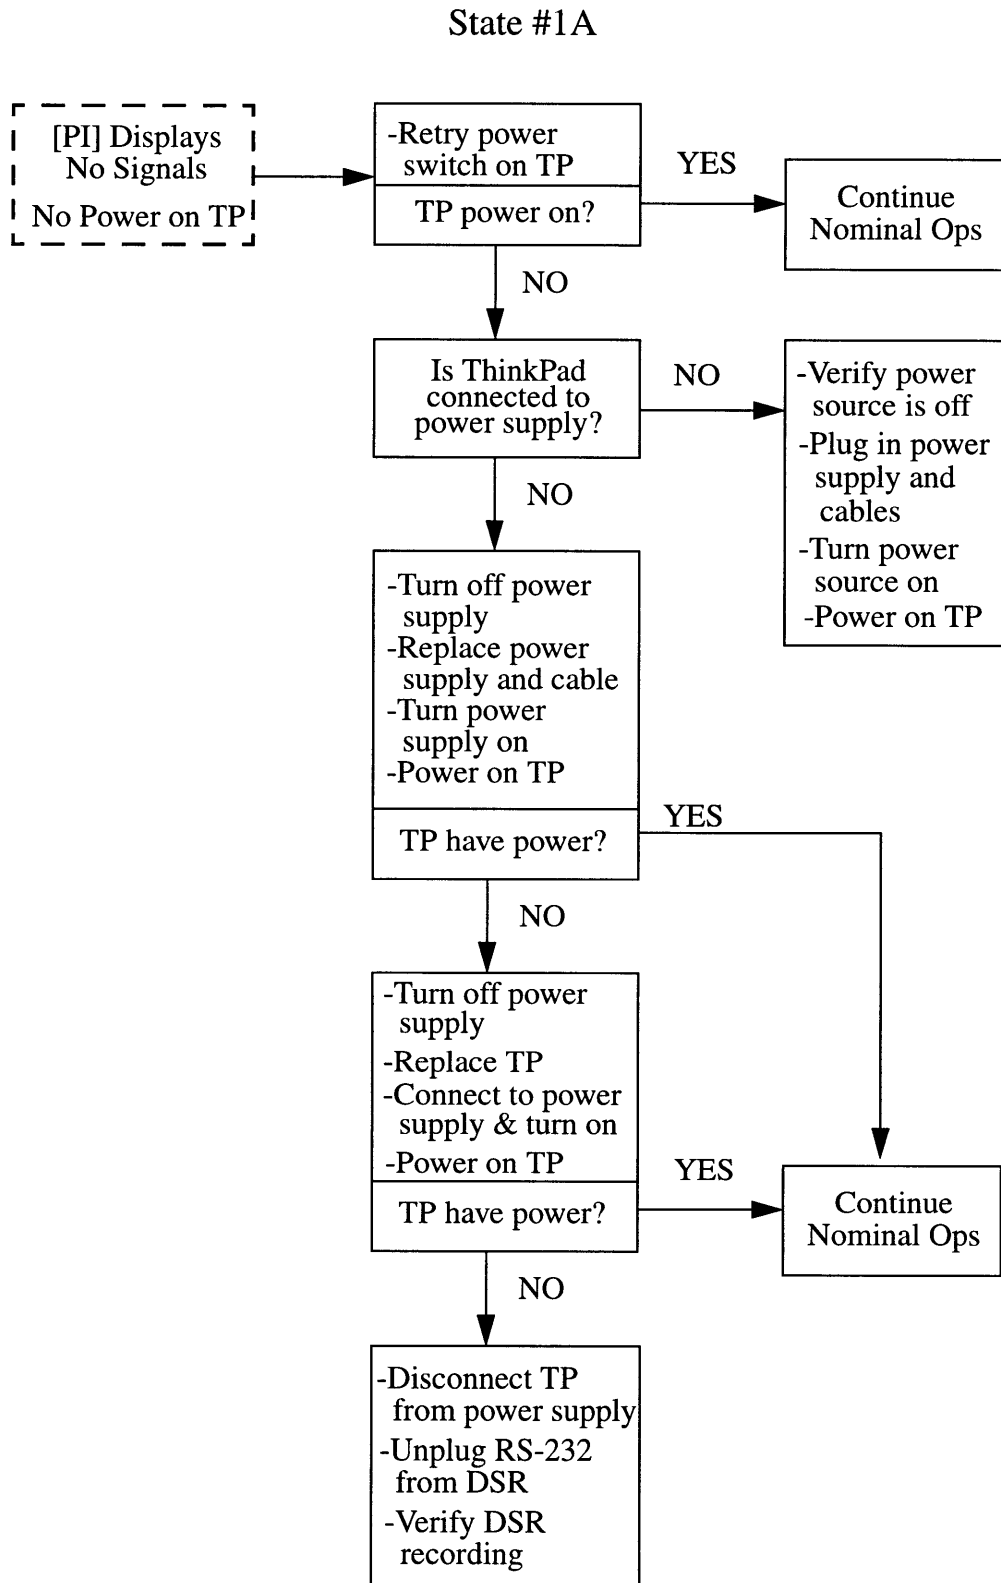 State #1A
[PI] Displays
No Signals
No Power on TP
-Retry power
switch on TP
TP power on?
YES
Continue
Nominal Ops
NO
Is ThinkPad
connected to
power supply?
NO
-Verify power
source is off
-Plug in power
supply and
cables
-Turn power
source on
-Power on TP
NO
-Turn off power
supply
-Replace power
supply and cable
-Turn power
supply on
-Power on TP
TP have power?
YES
NO
-Turn off power
supply
-Replace TP
-Connect to power
supply & turn on
-Power on TP
TP have power?
YES
Continue
Nominal Ops
NO
-Disconnect TP
from power supply
-Unplug RS-232
from DSR
-Verify DSR
recording